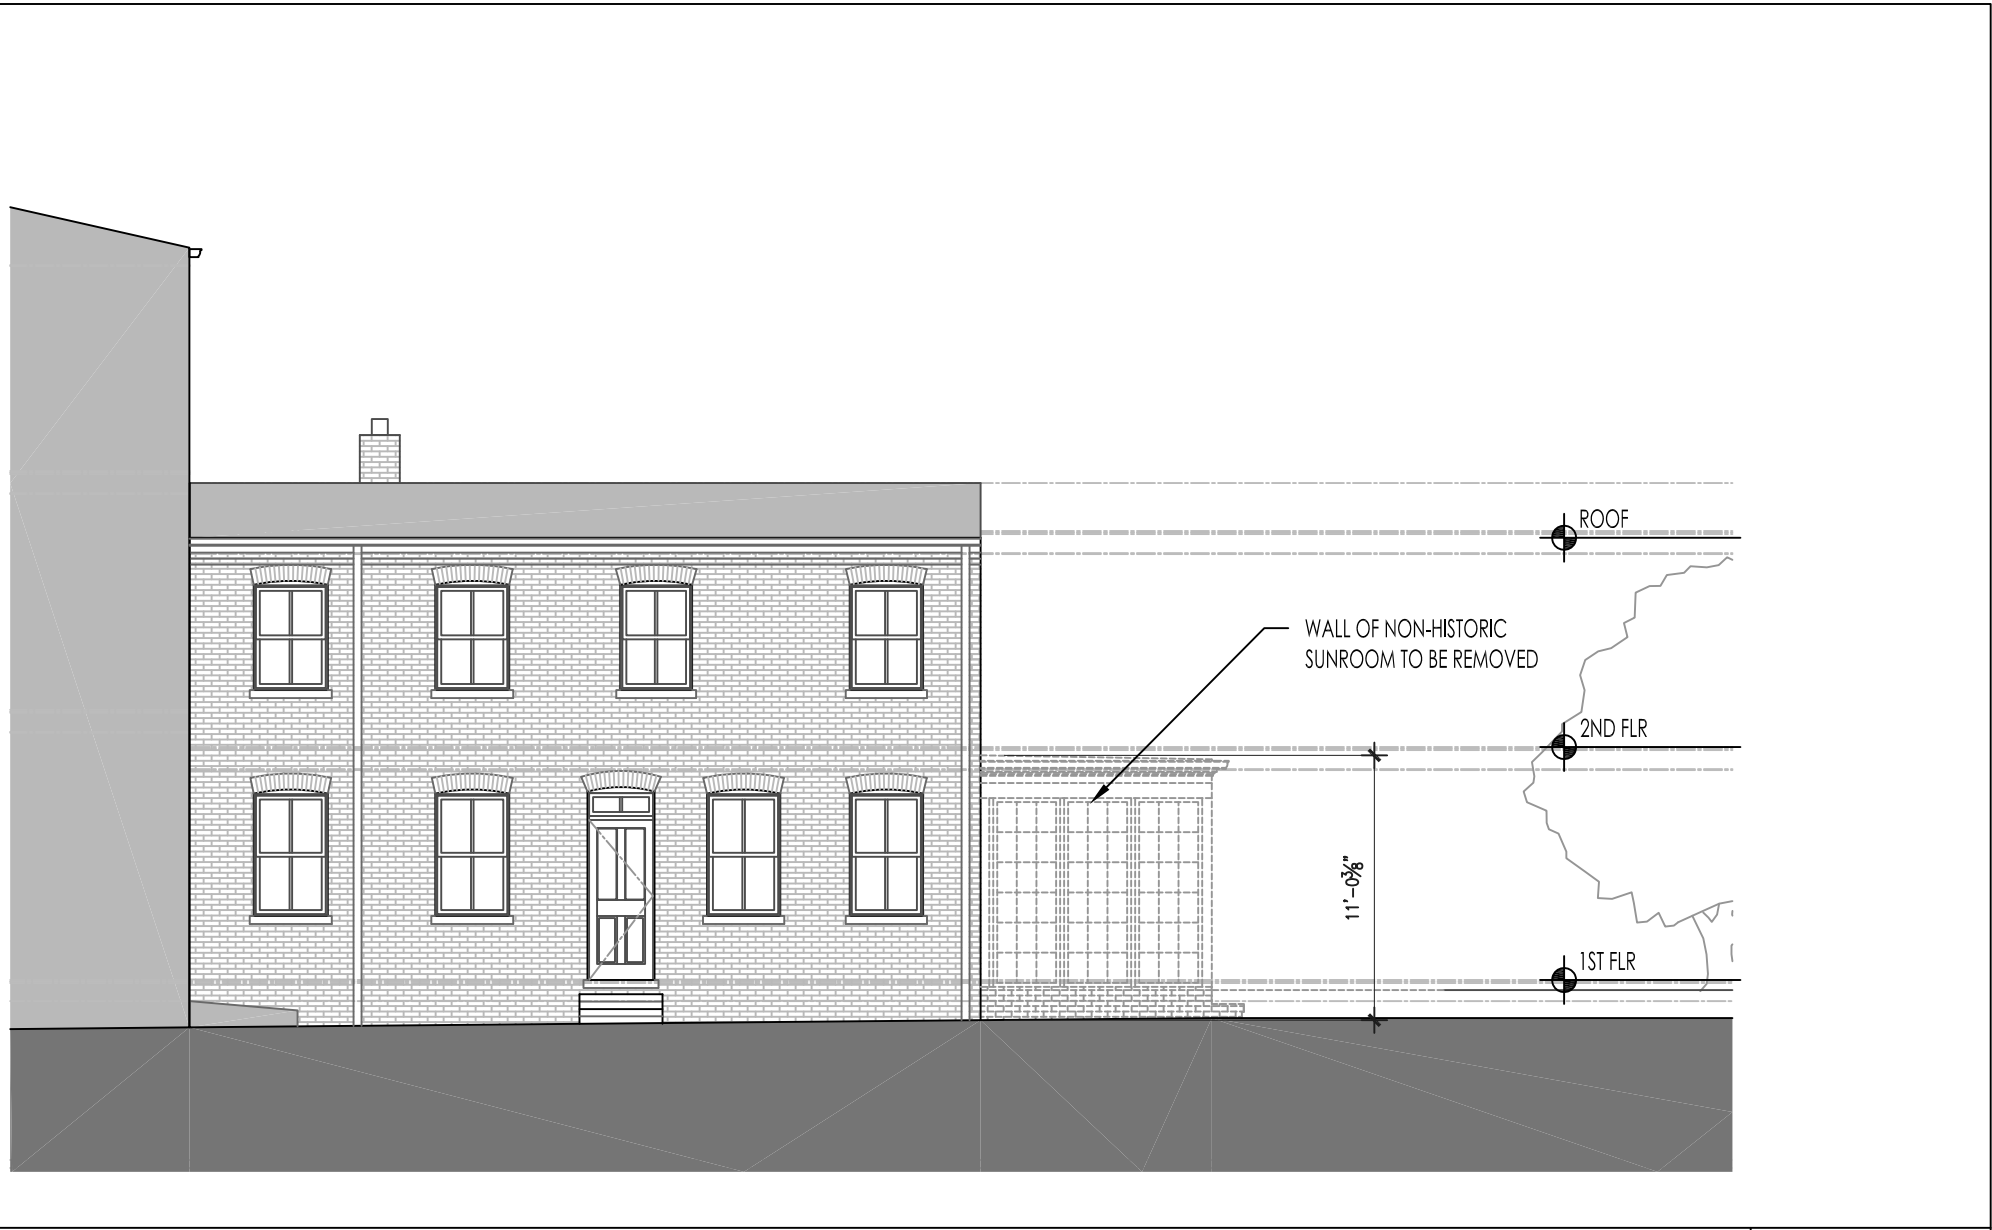 ROOF
WALL OF NON-HISTORIC
SUNROOM TO BE REMOVED
2ND FLR
11'-0⅜"
1ST FLR